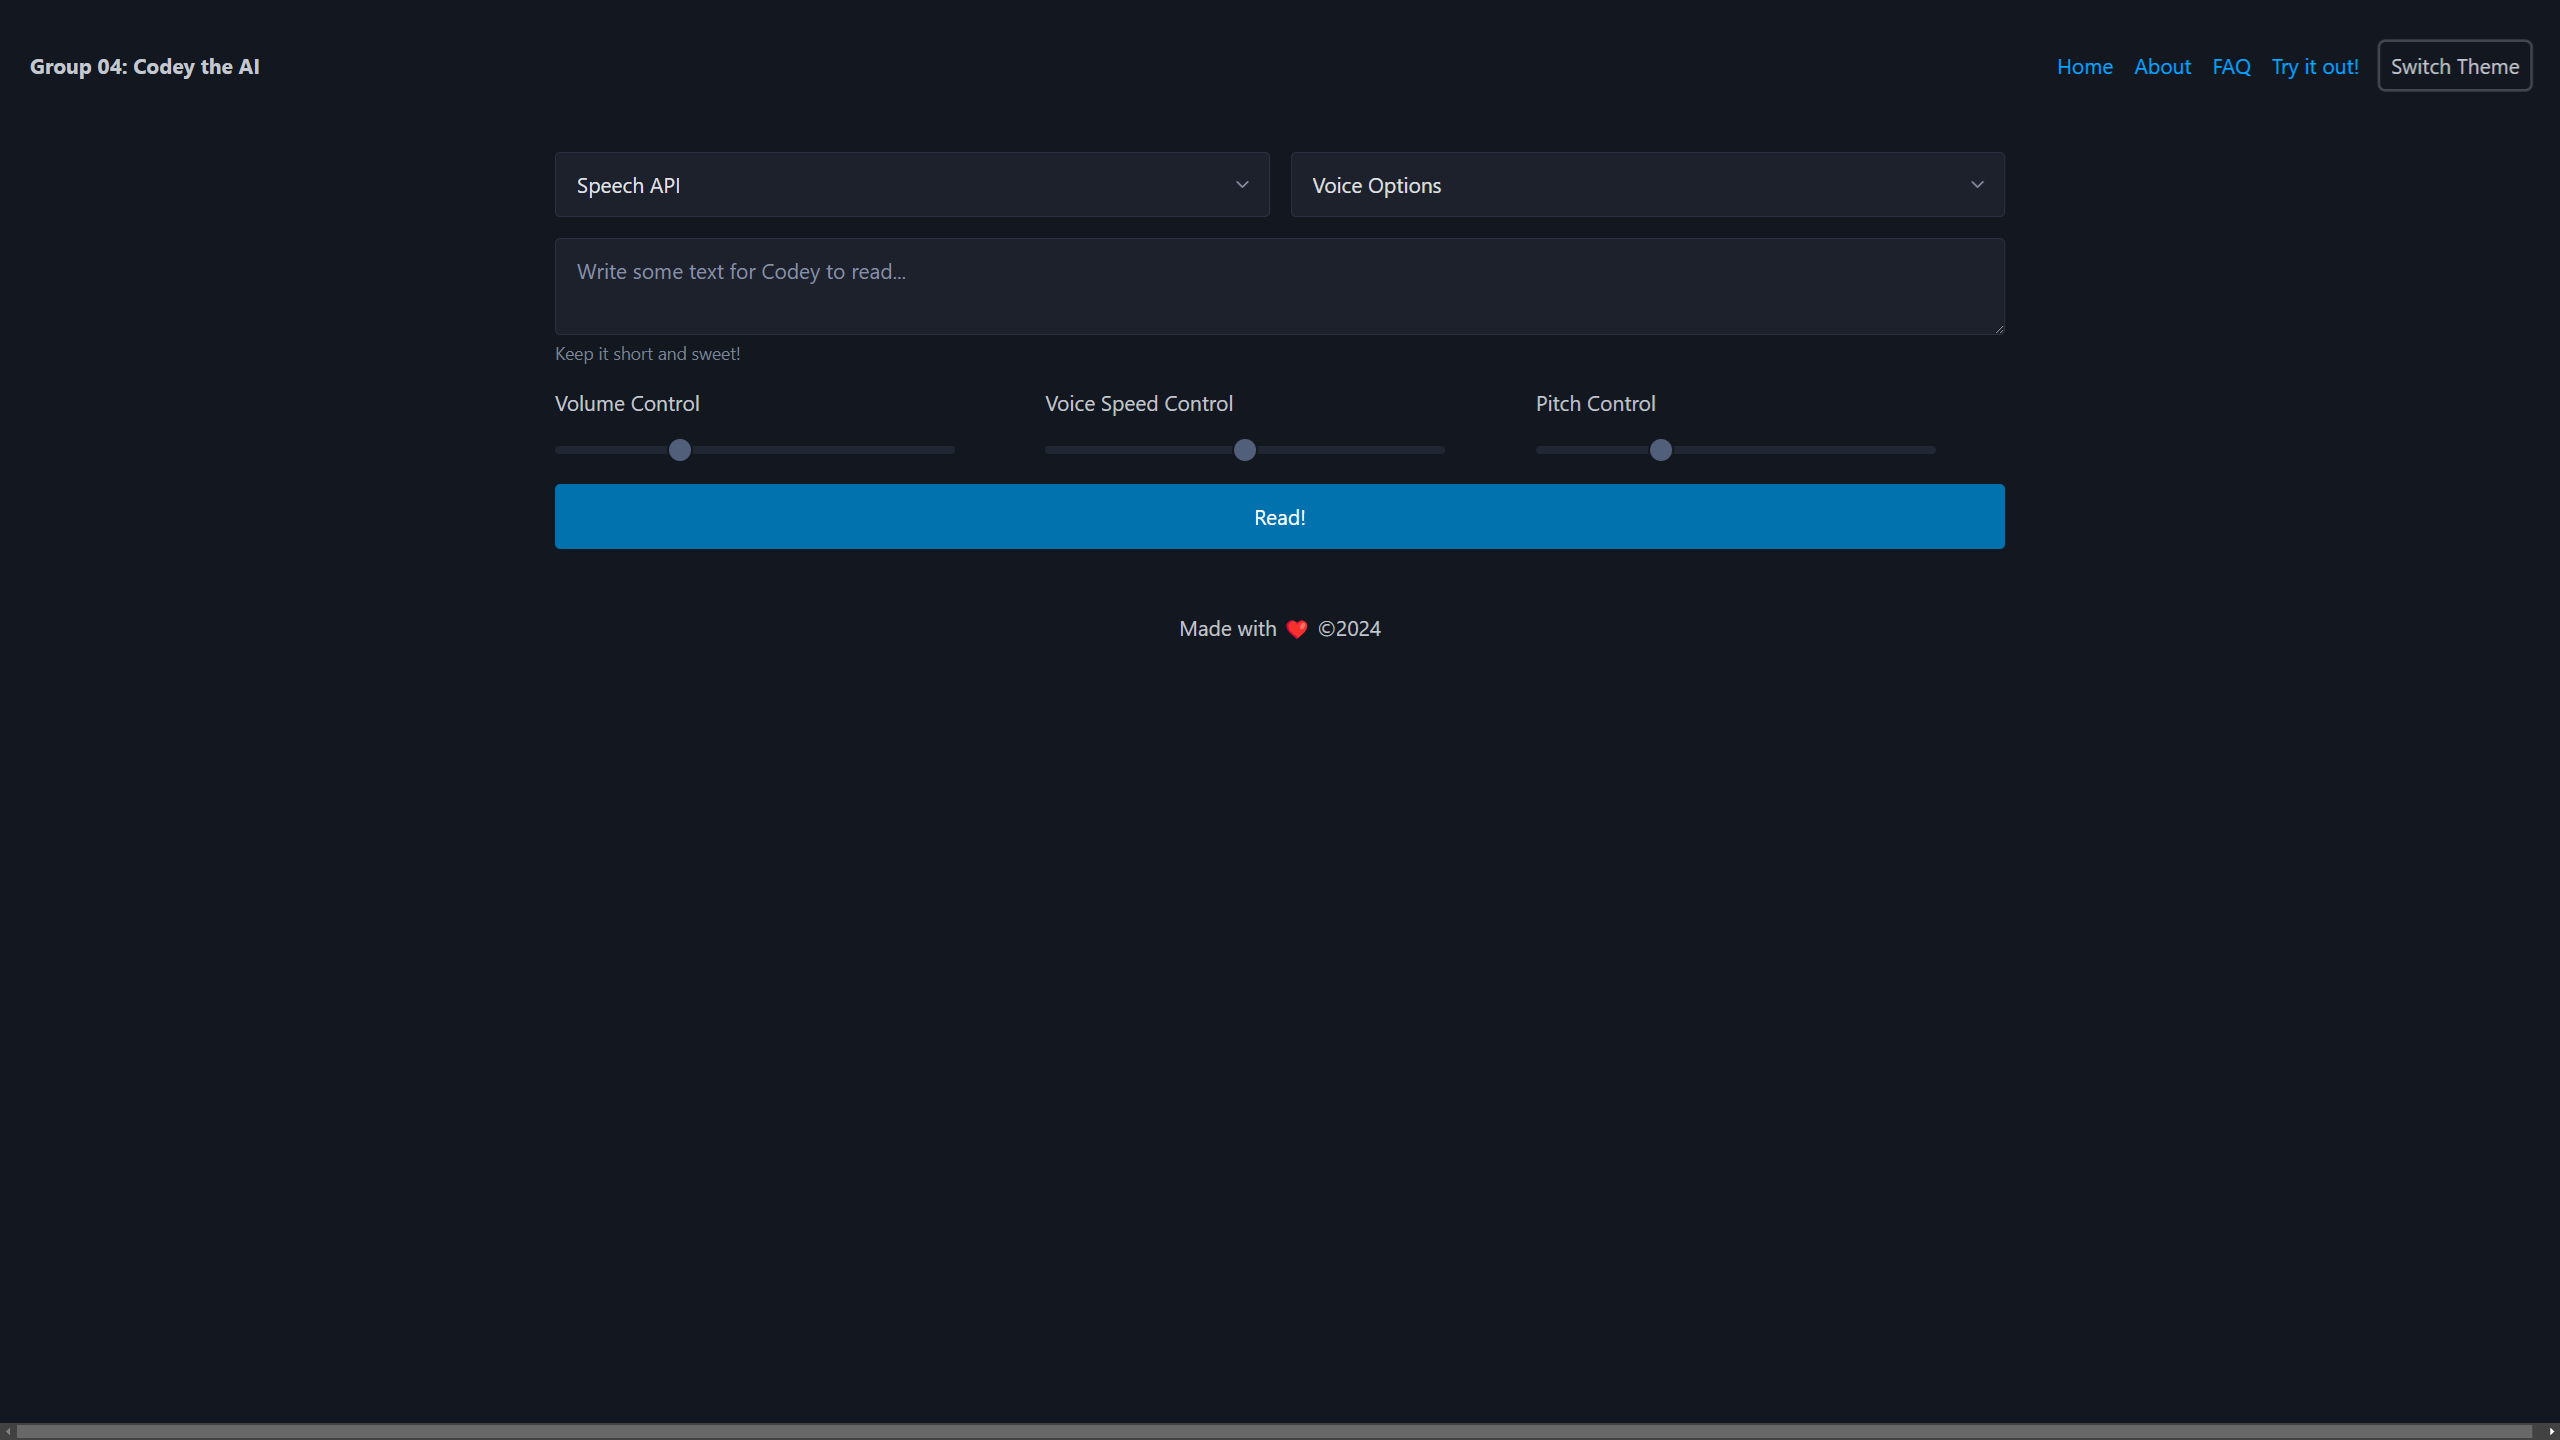 Group 04: Codey the AI
Home About FAQ Try it out! Switch Theme
Speech API Voice Options
Write some text for Codey to read...
Keep it short and sweet!
Volume Control Voice Speed Control Pitch Control
Read!
Made with ❤️ ©2024